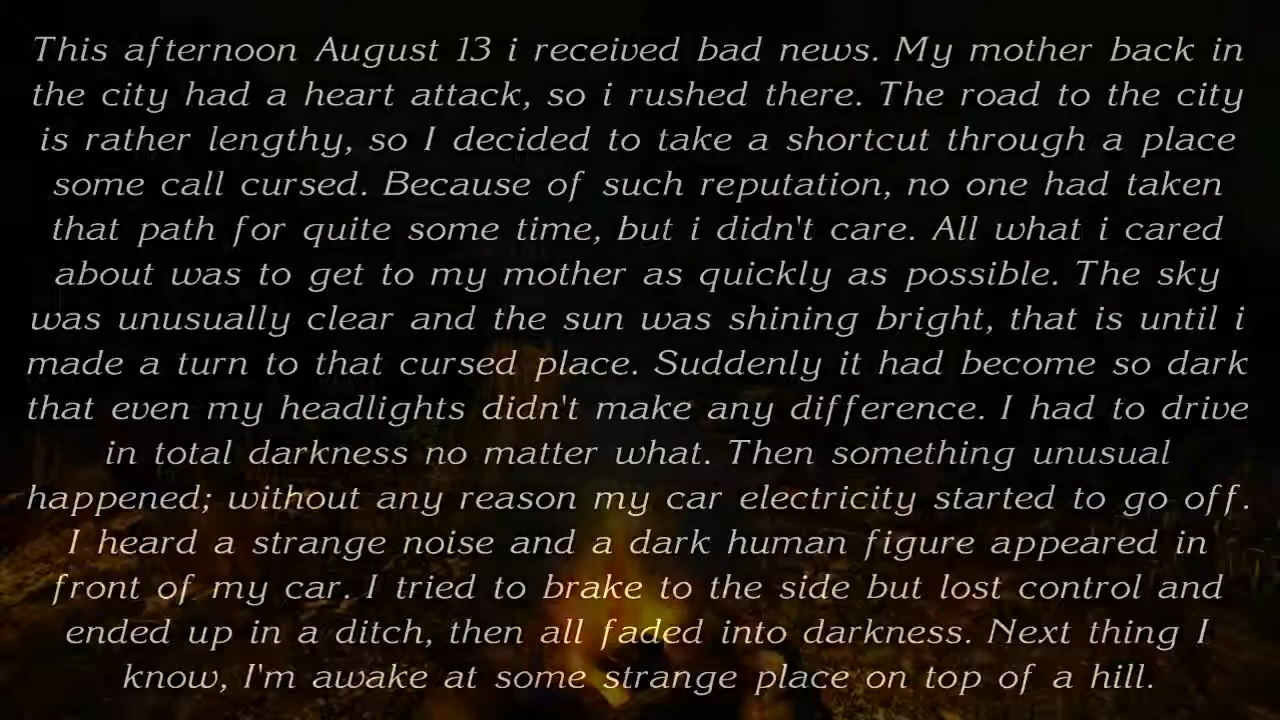 This afternoon August 13 i received bad news. My mother back in
the city had a heart attack, so i rushed there. The road to the city
is rather lengthy, so I decided to take a shortcut through a place
some call cursed. Because of such reputation, no one had taken
that path for quite some time, but i didn't care. All what i cared
about was to get to my mother as quickly as possible. The sky
was unusually clear and the sun was shining bright, that is until i
made a turn to that cursed place. Suddenly it had become so dark
that even my headlights didn't make any difference. I had to drive
in total darkness no matter what. Then something unusual
happened; without any reason my car electricity started to go off.
I heard a strange noise and a dark human figure appeared in
front of my car. I tried to brake to the side but lost control and
ended up in a ditch, then all faded into darkness. Next thing I
know, I'm awake at some strange place on top of a hill.